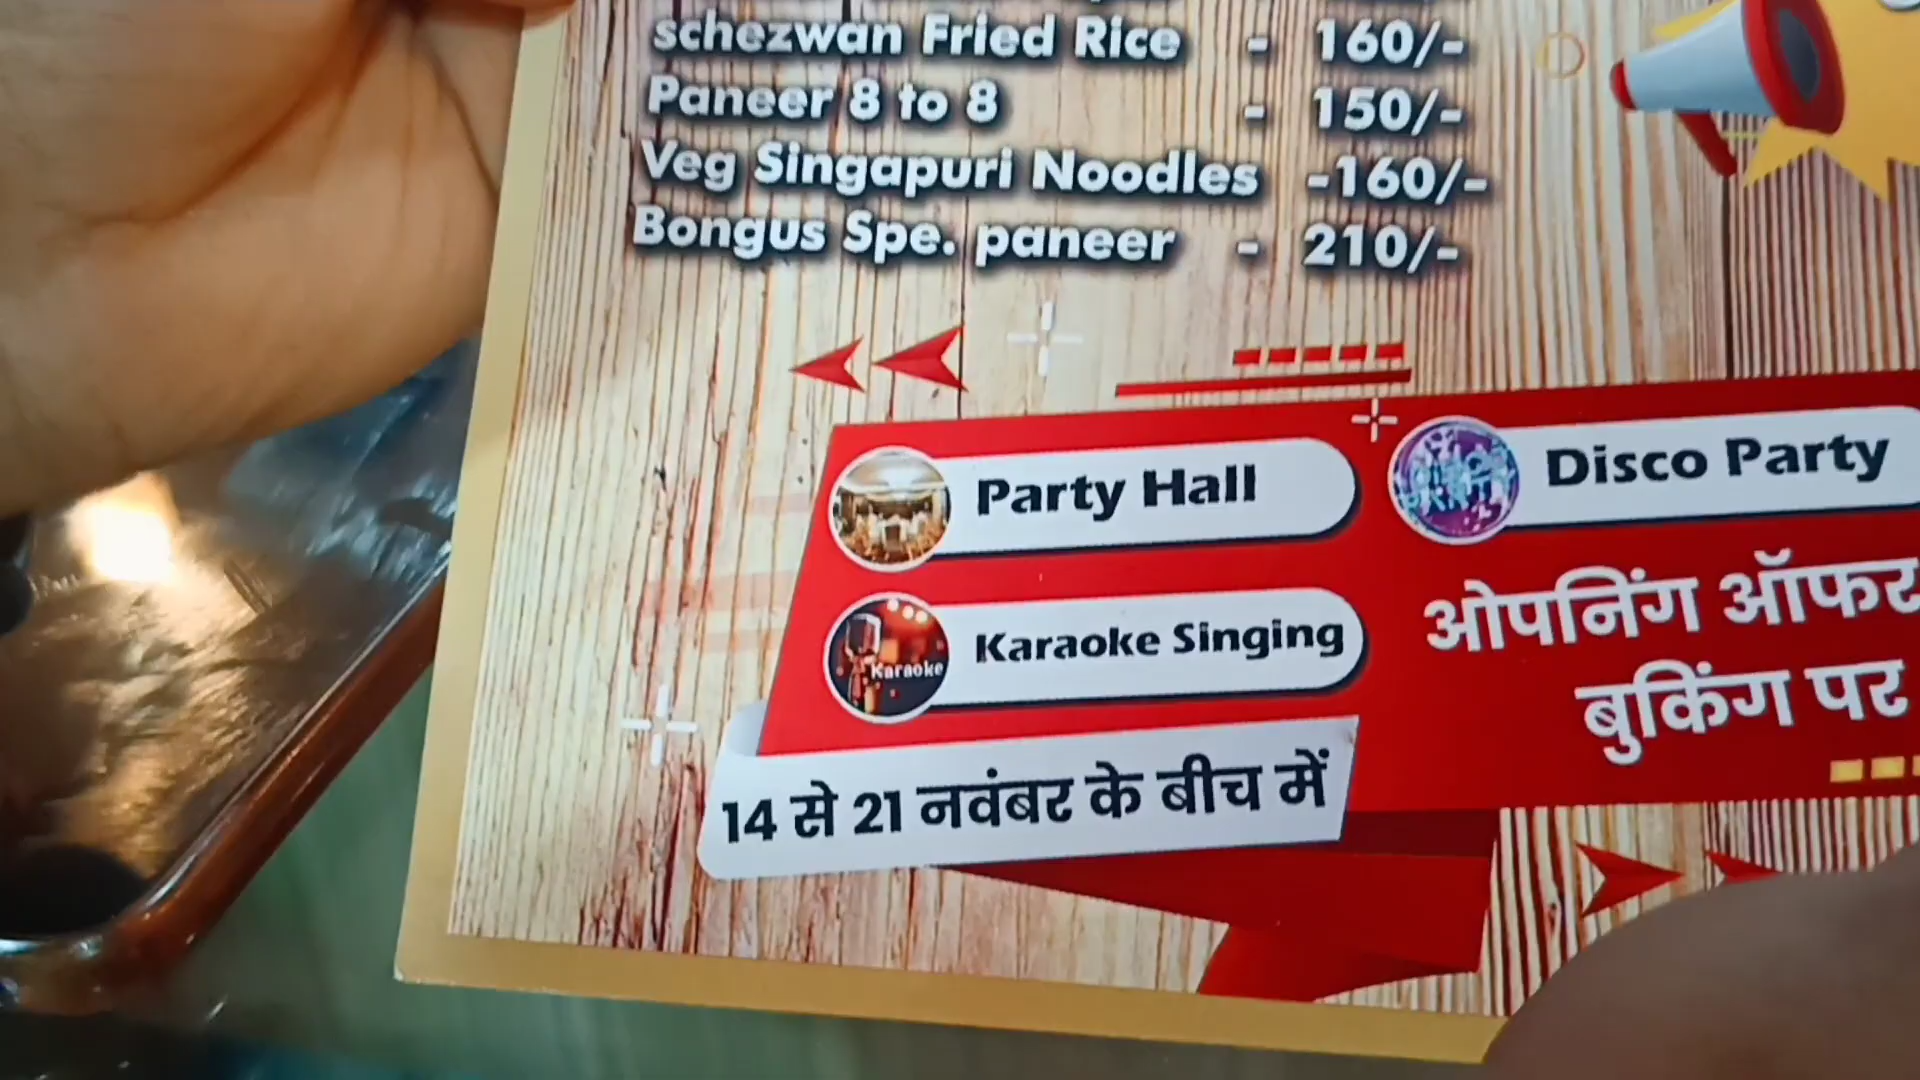 schezwan Fried Rice - 160/-
Paneer 8 to 8 - 150/-
Veg Singapuri Noodles -160/-
Bongus Spe. paneer - 210/-
Party Hall
Disco Party
Karaoke
Karaoke Singing
ओपनिंग ऑफर
बुकिंग पर
14 से 21 नवंबर के बीच में